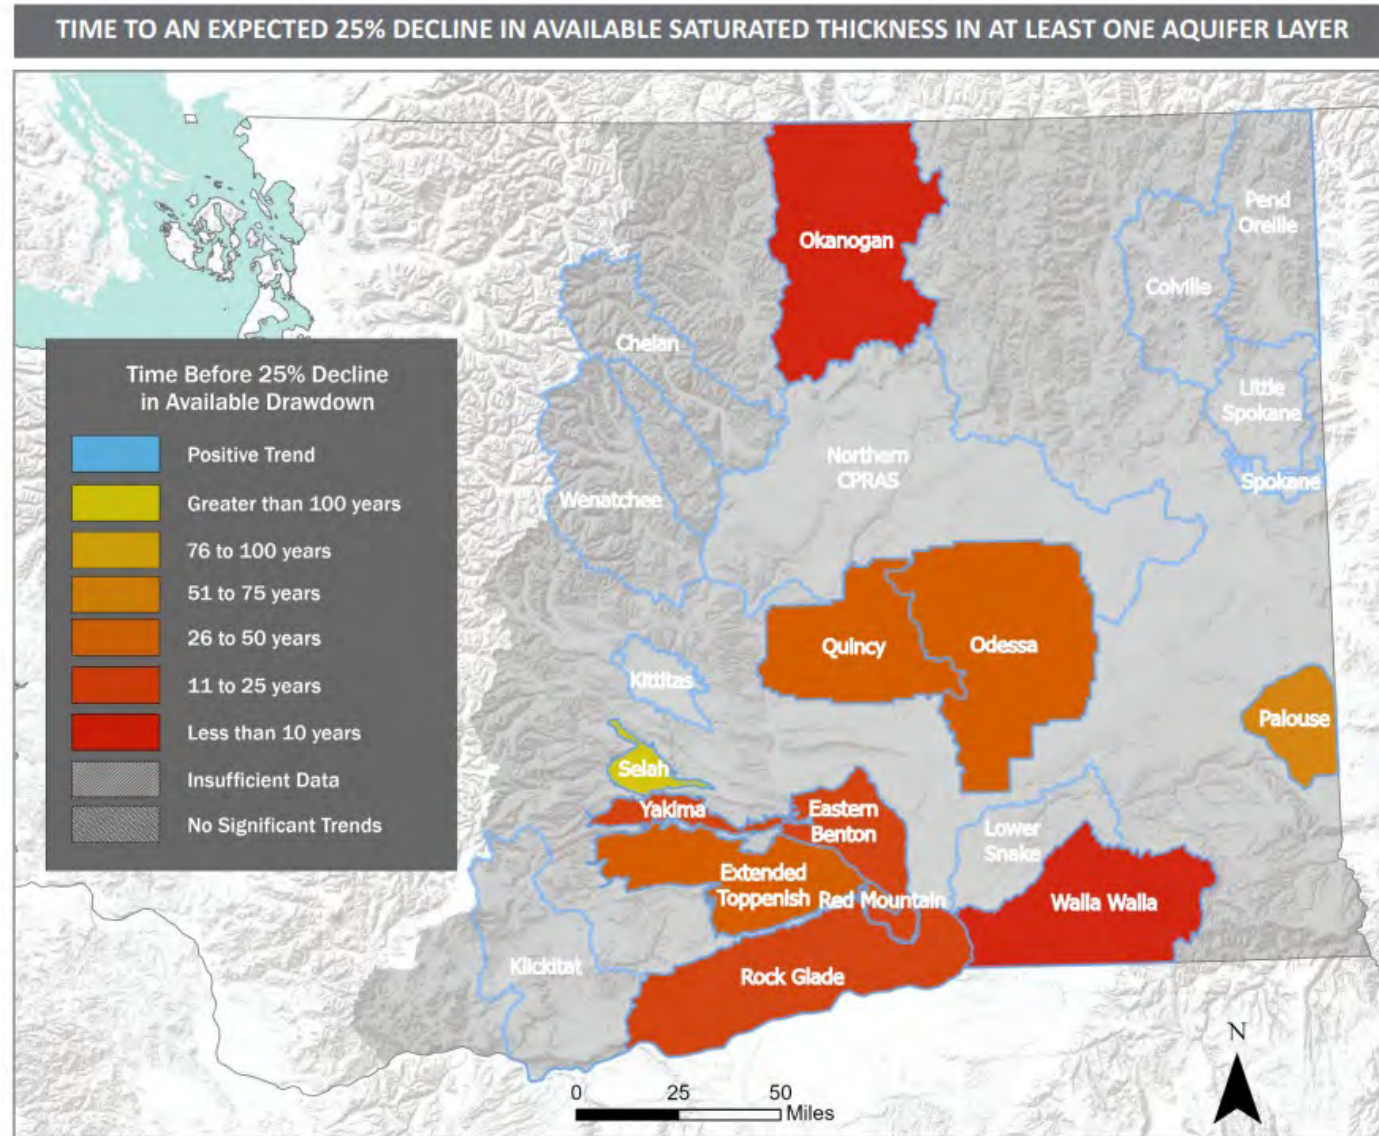 TIME TO AN EXPECTED 25% DECLINE IN AVAILABLE SATURATED THICKNESS IN AT LEAST ONE AQUIFER LAYER
Okanogan
Pend
Oreille
Colville
Chelan
Little
Spokane
Spokane
Northern
CPRAS
Wenatchee
Quincy
Odessa
Kittitas
Palouse
Selah
Yakima
Eastern
Benton
Lower
Snake
Extended
Toppenish
Red Mountain
Walla Walla
Klickitat
Rock Glade
Time Before 25% Decline
in Available Drawdown
Positive Trend
Greater than 100 years
76 to 100 years
51 to 75 years
26 to 50 years
11 to 25 years
Less than 10 years
Insufficient Data
No Significant Trends
0 25 50
Miles
N